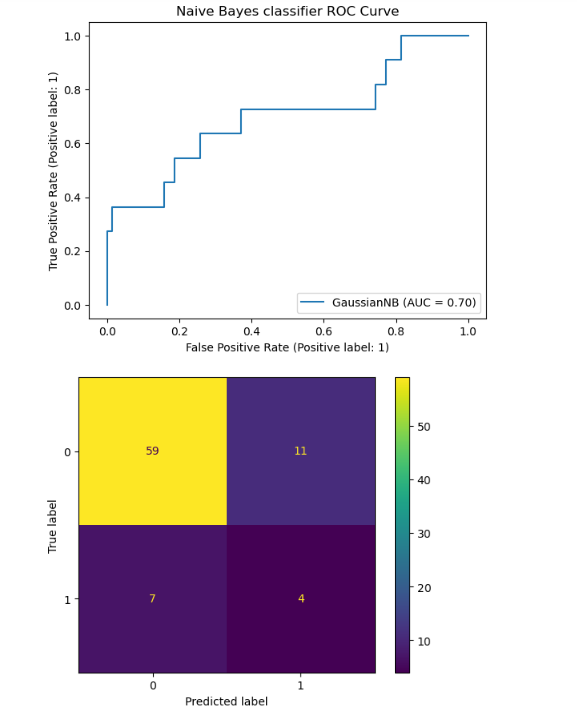 Naive Bayes classifier ROC Curve
1.0
0.8
0.6
0.4
0.2
0.0
True Positive Rate (Positive label: 1)
GaussianNB (AUC = 0.70)
0.0 0.2 0.4 0.6 0.8 1.0
False Positive Rate (Positive label: 1)
59 11
7 4
0
1
True label
0 1
Predicted label
50
40
30
20
10